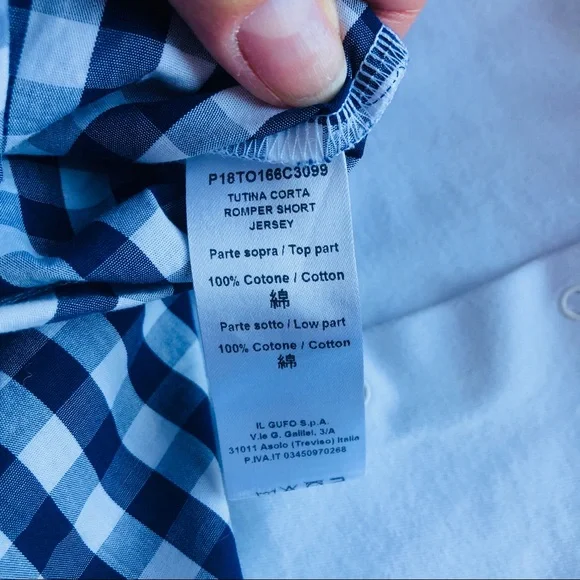 P18TO166C3099
TUTINA CORTA
ROMPER SHORT
JERSEY
Parte sopra / Top part
100% Cotone / Cotton
綿
Parte sotto / Low part
100% Cotone / Cotton
綿
IL GUFO S.p.A.
V.le G. Galilei, 3/A
31011 Asolo (Treviso) Italia
P.IVA.IT 03450970268